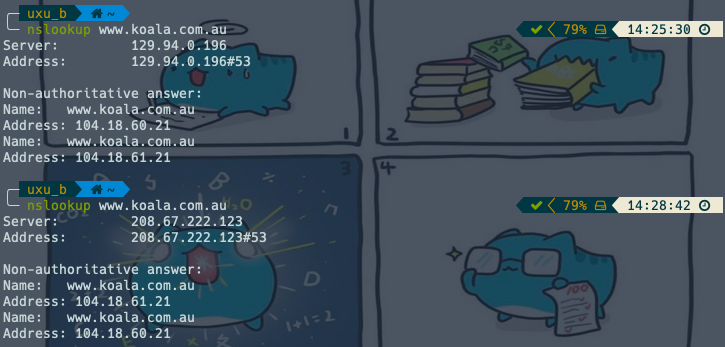 uxu_b ~ 79% 14:25:30
nslookup www.koala.com.au
Server: 129.94.0.196
Address: 129.94.0.196#53
Non-authoritative answer:
Name: www.koala.com.au
Address: 104.18.60.21
Name: www.koala.com.au
Address: 104.18.61.21
1 2
uxu_b ~ 79% 14:28:42
nslookup www.koala.com.au
Server: 208.67.222.123
Address: 208.67.222.123#53
Non-authoritative answer:
Name: www.koala.com.au
Address: 104.18.61.21
Name: www.koala.com.au
Address: 104.18.60.21
3 4
D
1+1=2
100